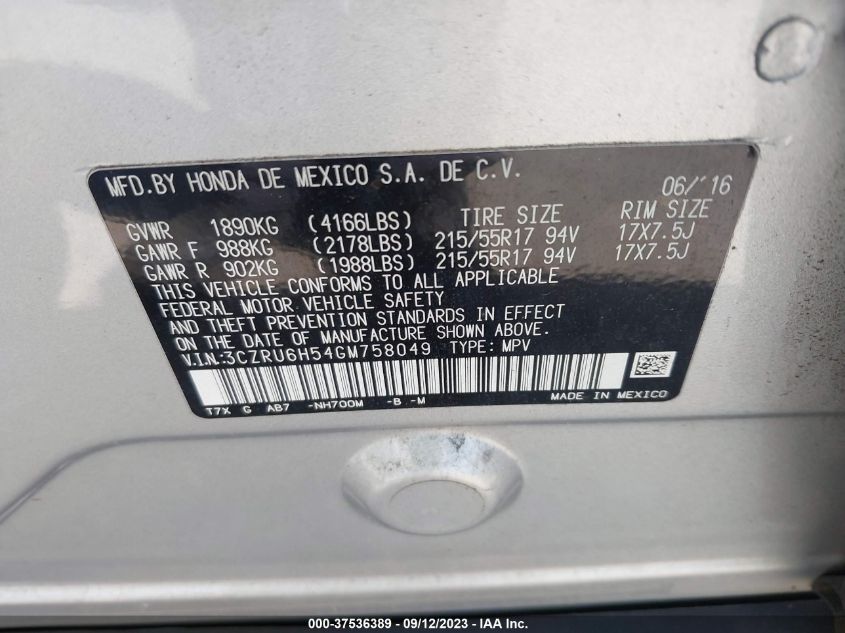 MFD.BY HONDA DE MEXICO S.A. DE C.V. 06/'16
GVWR 1890KG (4166LBS) TIRE SIZE RIM SIZE
GAWR F 988KG (2178LBS) 215/55R17 94V 17X7.5J
GAWR R 902KG (1988LBS) 215/55R17 94V 17X7.5J
THIS VEHICLE CONFORMS TO ALL APPLICABLE
FEDERAL MOTOR VEHICLE SAFETY
AND THEFT PREVENTION STANDARDS IN EFFECT
ON THE DATE OF MANUFACTURE SHOWN ABOVE.
V.I.N.:3CZRU6H54GM758049 TYPE: MPV
T7X G AB7 -NH700M -B -M MADE IN MEXICO
000-37536389 - 09/12/2023 - IAA Inc.